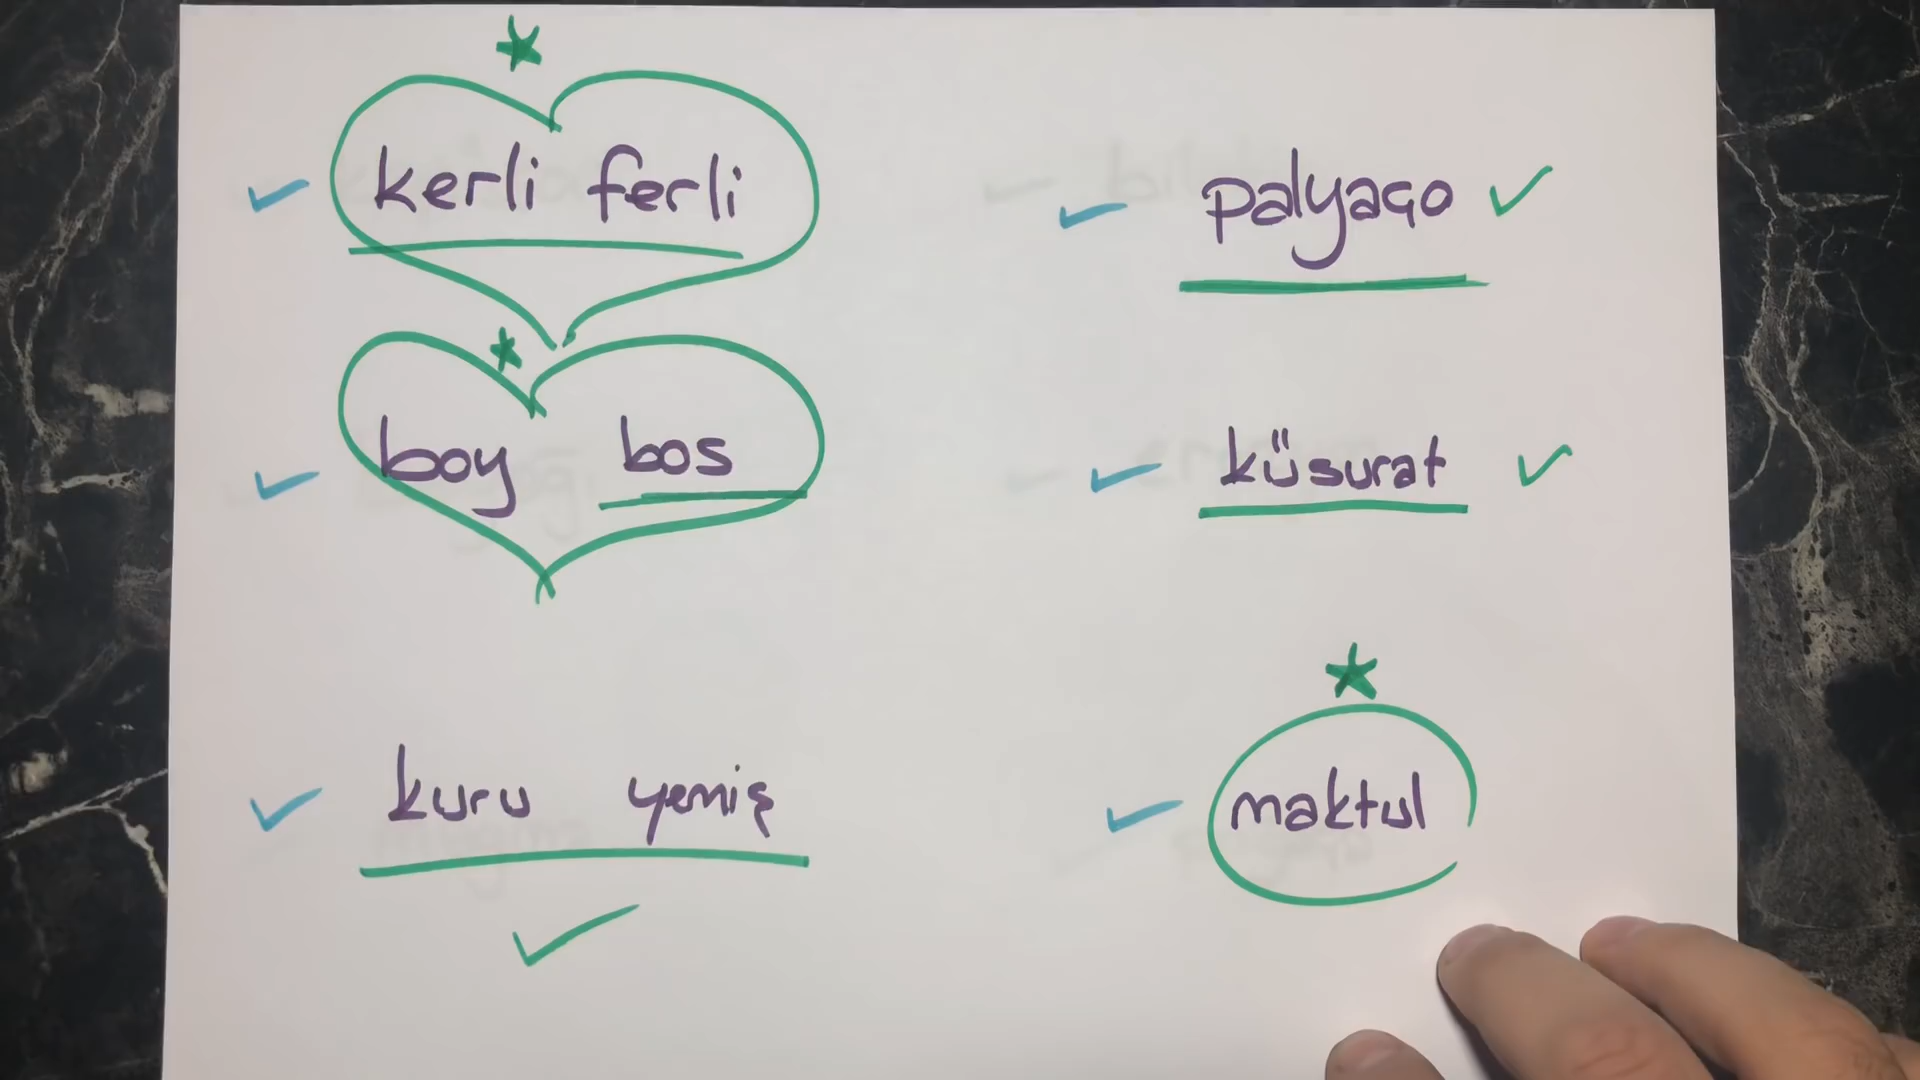 kerli ferli
palyaço
boy bos
küsurat
kuru yemiş
maktul